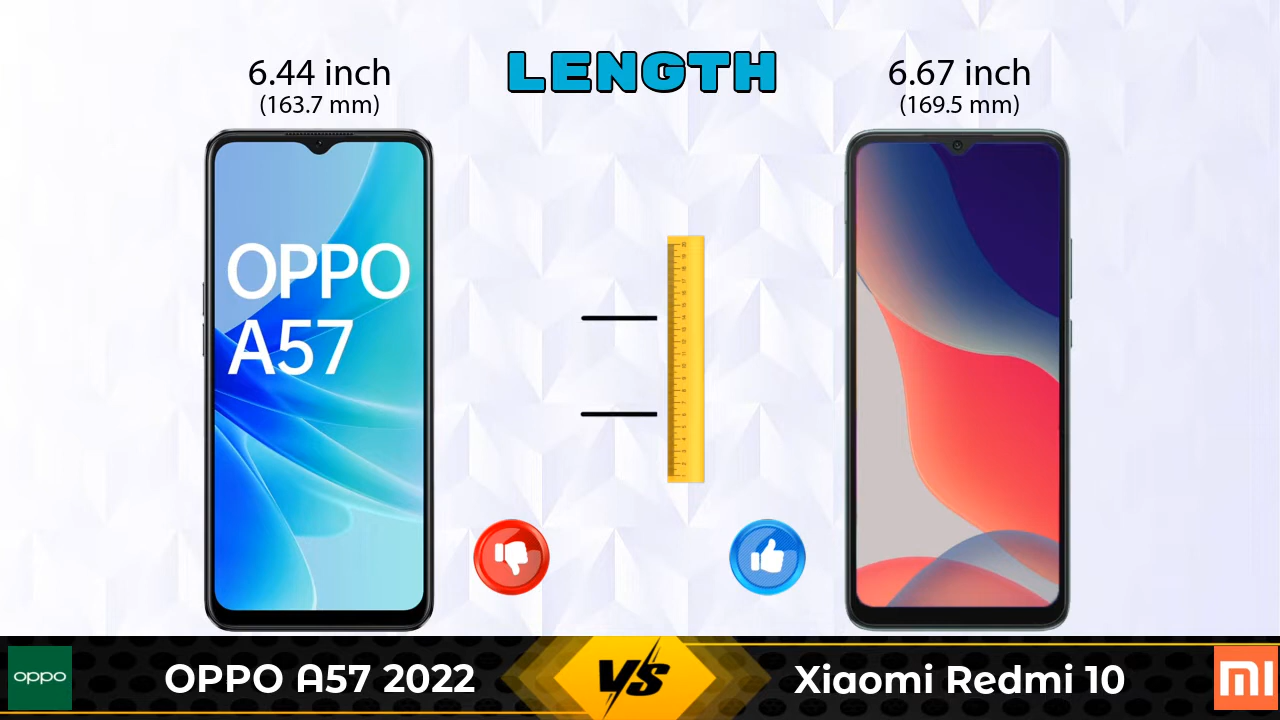 LENGTH
6.44 inch
(163.7 mm)
6.67 inch
(169.5 mm)
OPPO
A57
oppo
OPPO A57 2022
VS
Xiaomi Redmi 10
mi